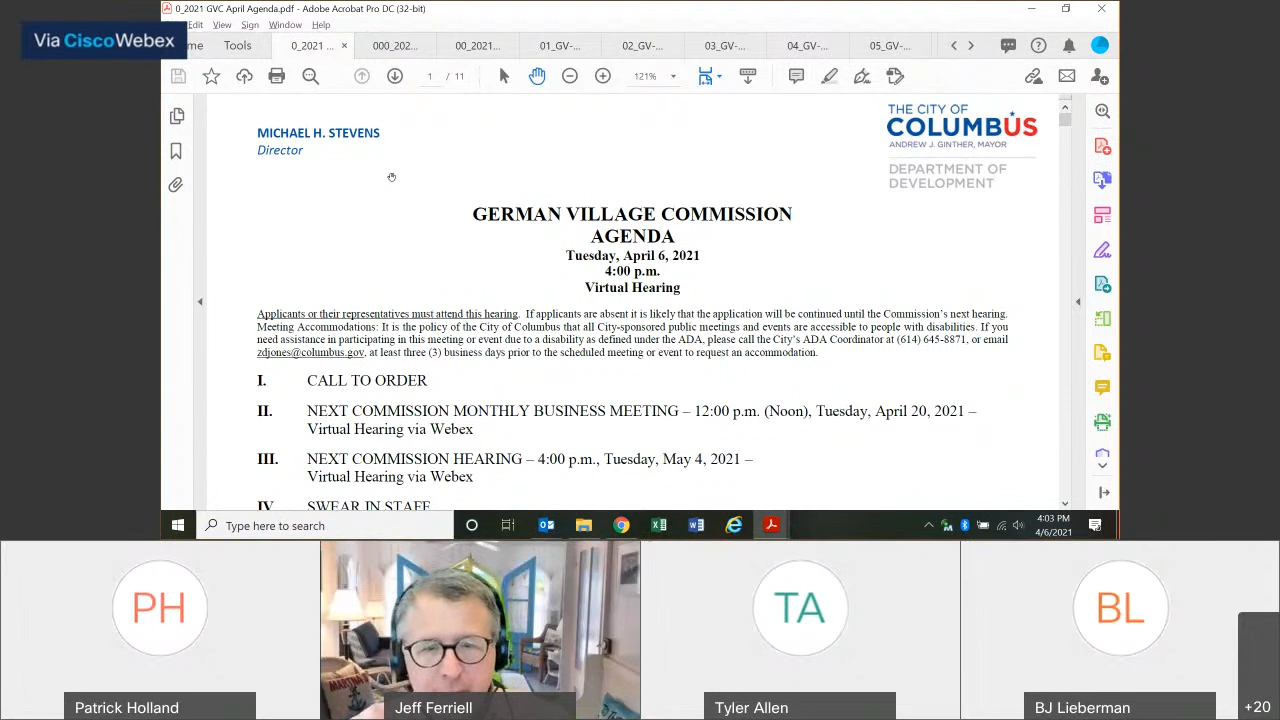 0_2021 GVC April Agenda.pdf - Adobe Acrobat Pro DC (32-bit)
Edit View Sign Window Help
Via CiscoWebex
me Tools 0_2021 ... × 000_202... 00_2021... 01_GV-... 02_GV-... 03_GV-... 04_GV-... 05_GV-...
1 / 11 121%
MICHAEL H. STEVENS
Director
THE CITY OF
COLUMBUS
ANDREW J. GINTHER, MAYOR
DEPARTMENT OF
DEVELOPMENT
GERMAN VILLAGE COMMISSION
AGENDA
Tuesday, April 6, 2021
4:00 p.m.
Virtual Hearing
Applicants or their representatives must attend this hearing. If applicants are absent it is likely that the application will be continued until the Commission's next hearing.
Meeting Accommodations: It is the policy of the City of Columbus that all City-sponsored public meetings and events are accessible to people with disabilities. If you
need assistance in participating in this meeting or event due to a disability as defined under the ADA, please call the City's ADA Coordinator at (614) 645-8871, or email
zdjones@columbus.gov, at least three (3) business days prior to the scheduled meeting or event to request an accommodation.
I. CALL TO ORDER
II. NEXT COMMISSION MONTHLY BUSINESS MEETING – 12:00 p.m. (Noon), Tuesday, April 20, 2021 –
Virtual Hearing via Webex
III. NEXT COMMISSION HEARING – 4:00 p.m., Tuesday, May 4, 2021 –
Virtual Hearing via Webex
IV. SWEAR IN STAFF
Type here to search
4:03 PM
4/6/2021
PH
TA
BL
Patrick Holland
Jeff Ferriell
Tyler Allen
BJ Lieberman
+20